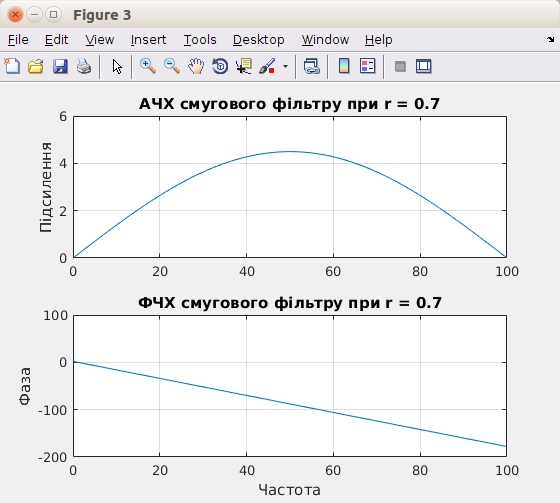 Figure 3
File Edit View Insert Tools Desktop Window Help
АЧХ смугового фільтру при r = 0.7
6
4
2
0
Підсилення
0 20 40 60 80 100
ФЧХ смугового фільтру при r = 0.7
100
0
-100
-200
Фаза
0 20 40 60 80 100
Частота